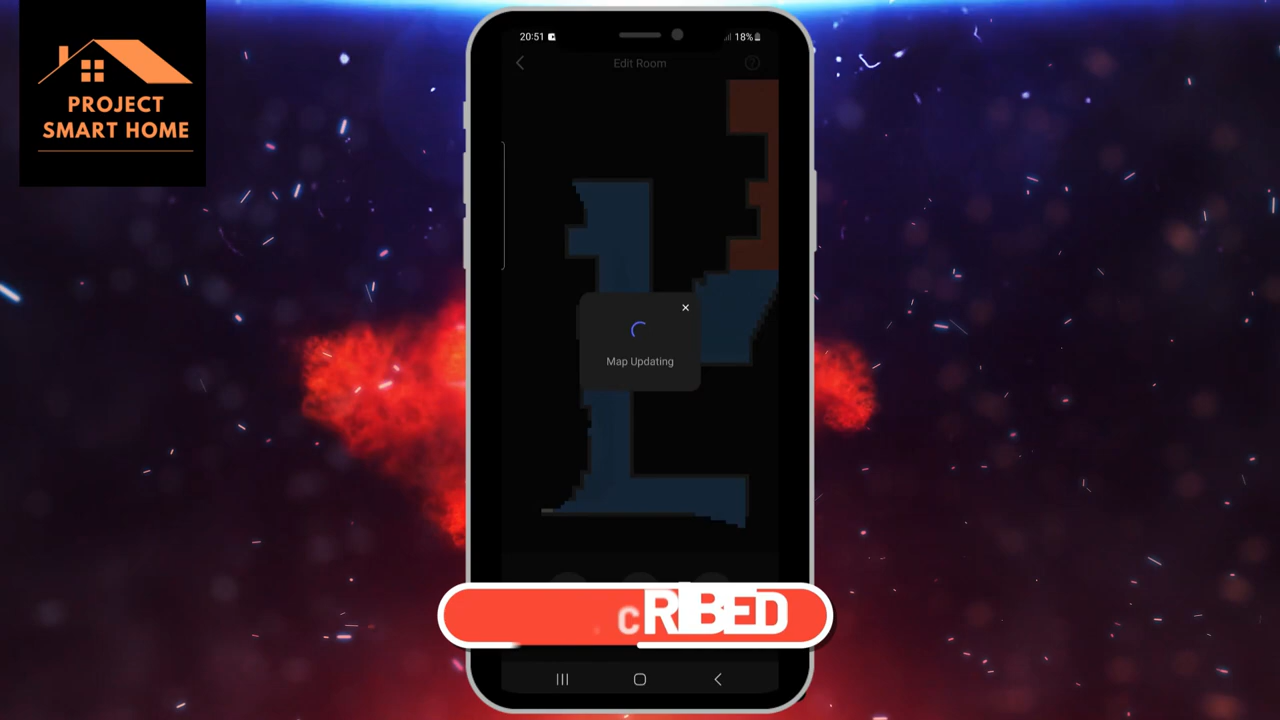 PROJECT
SMART HOME
20:51
18%
Edit Room
Map Updating
CRIBED